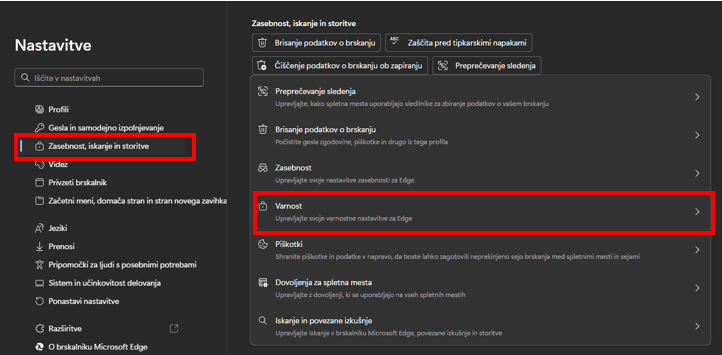 Nastavitve
Iščite v nastavitvah
Profili
Gesla in samodejno izpolnjevanje
Zasebnost, iskanje in storitve
Videz
Privzeti brskalnik
Začetni meni, domača stran in stran novega zavihka
Jeziki
Prenosi
Pripomočki za ljudi s posebnimi potrebami
Sistem in učinkovitost delovanja
Ponastavi nastavitve
Razširitve
O brskalniku Microsoft Edge
Zasebnost, iskanje in storitve
Brisanje podatkov o brskanju
ABC Zaščita pred tipkarskimi napakami
Čiščenje podatkov o brskanju ob zapiranju
Preprečevanje sledenja
Preprečevanje sledenja
Upravljajte, kako spletna mesta uporabljajo sledilnike za zbiranje podatkov o vašem brskanju
Brisanje podatkov o brskanju
Počistite gesla zgodovine, piškotke in drugo iz tega profila
Zasebnost
Upravljajte svoje nastavitve zasebnosti za Edge
Varnost
Upravljajte svoje varnostne nastavitve za Edge
Piškotki
Shranite piškotke in podatke v napravo, da boste lahko zagotovili neprekinjeno sejo brskanja med spletnimi mesti in sejami
Dovoljenja za spletna mesta
Upravljajte z dovoljenji, ki se uporabljajo na vseh spletnih mestih
Iskanje in povezane izkušnje
Upravljajte iskanje v brskalniku Microsoft Edge, povezane izkušnje in storitve